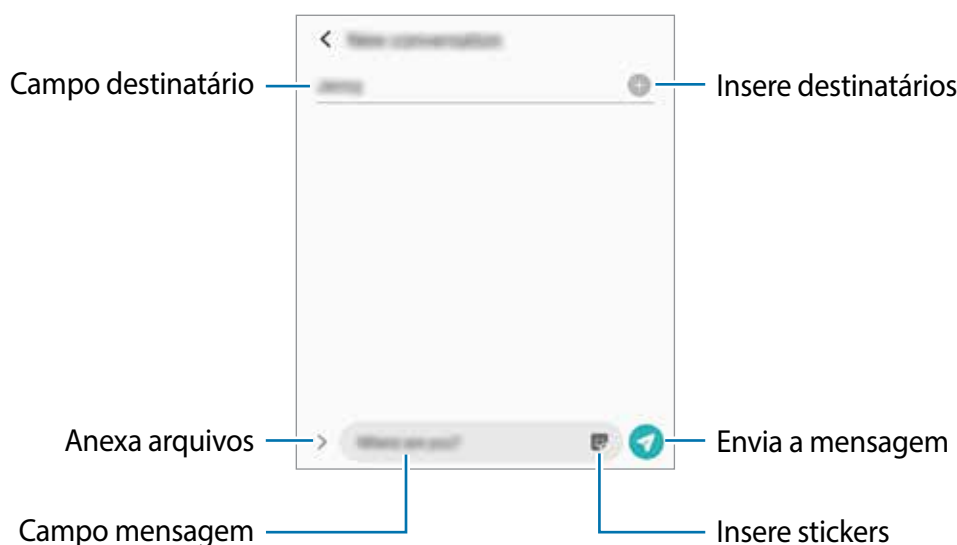 Campo destinatário
Insere destinatários
Anexa arquivos
Envia a mensagem
Campo mensagem
Insere stickers